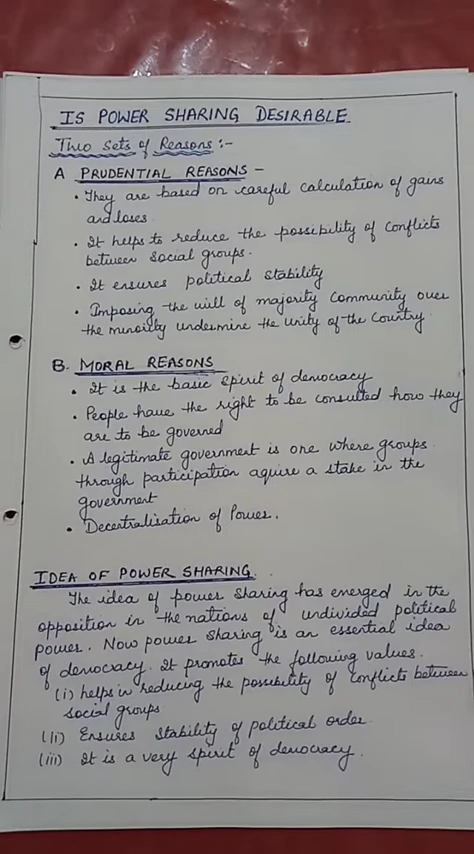 IS POWER SHARING DESIRABLE
Two Sets of Reasons :-
A PRUDENTIAL REASONS -
• They are based on careful calculation of gains
and loses.
• It helps to reduce the possibility of conflicts
between social groups.
• It ensures political stability
• Imposing the will of majority community over
the minority undermine the unity of the country.
B. MORAL REASONS
• It is the basic spirit of democracy
• People have the right to be consulted how they
are to be governed
• A legitimate government is one where groups
through participation aquire a stake in the
government
• Decentralisation of Power.
IDEA OF POWER SHARING.
The idea of power sharing has emerged in the
opposition in the nations of undivided political
power. Now power sharing is an essential idea
of democracy. It promotes the following values.
(i) helps in reducing the possibility of conflicts between
social groups
(ii) Ensures stability of political order.
(iii) It is a very spirit of democracy.